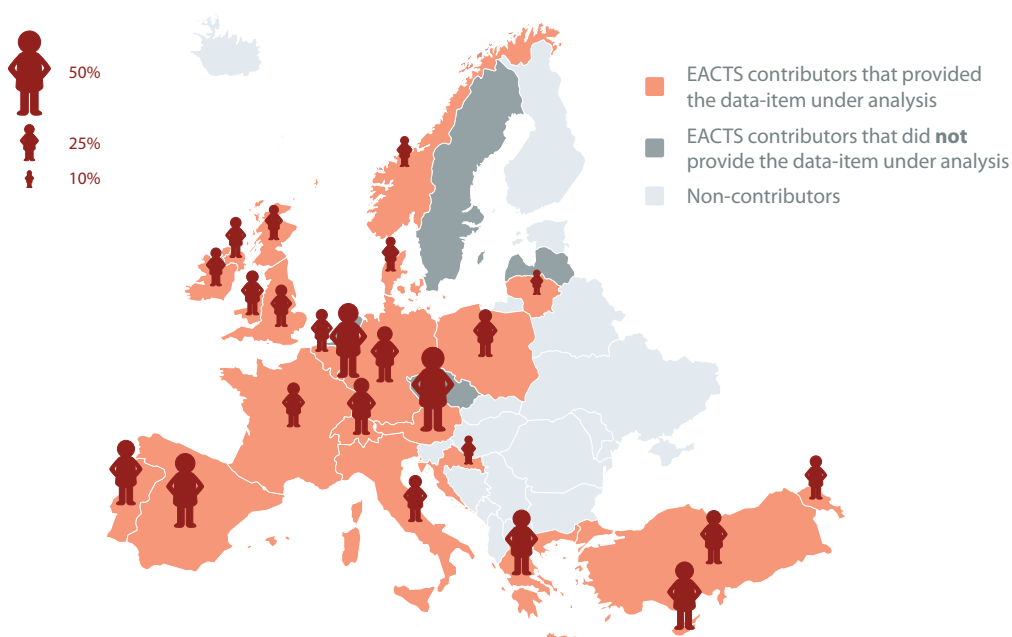 50%
25%
10%
EACTS contributors that provided
the data-item under analysis
EACTS contributors that did not
provide the data-item under analysis
Non-contributors